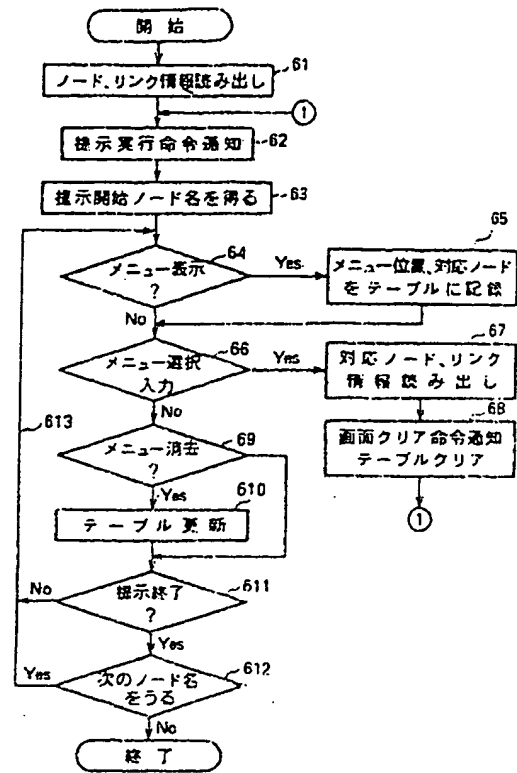 開始
ノード、リンク情報読み出し
61
①
提示実行命令通知
62
提示開始ノード名を得る
63
メニュー表示
?
64
Yes
メニュー位置、対応ノード
をテーブルに記録
65
No
メニュー選択
入力
66
Yes
対応ノード、リンク
情報読み出し
67
No
画面クリア命令通知
テーブルクリア
68
①
613
メニュー消去
?
69
Yes
テーブル更新
610
提示終了
?
611
No
Yes
次のノード名
をうる
612
Yes
No
終了